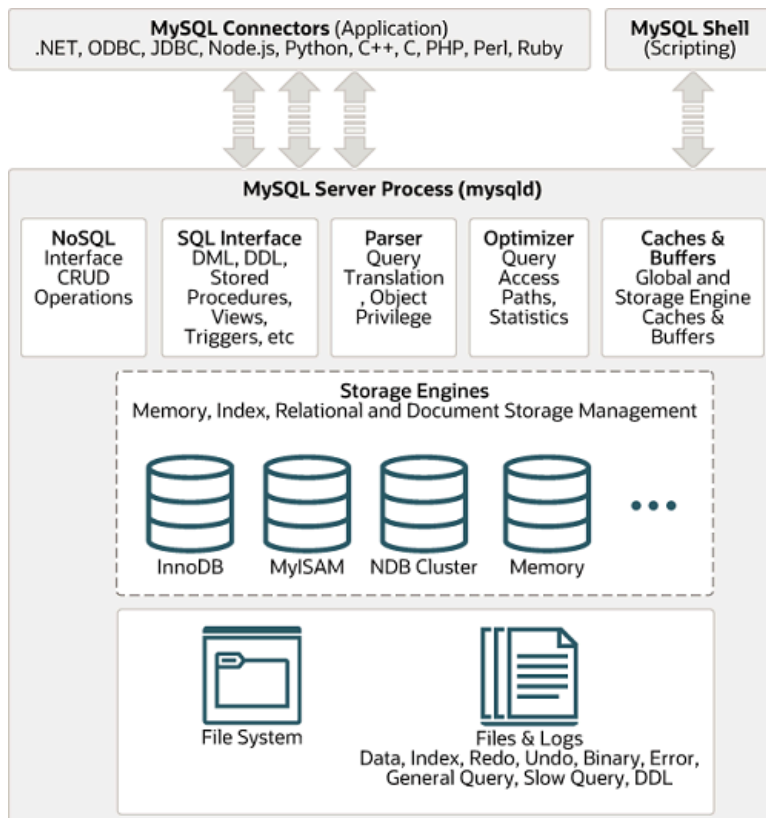 MySQL Connectors (Application)
.NET, ODBC, JDBC, Node.js, Python, C++, C, PHP, Perl, Ruby
MySQL Shell
(Scripting)
MySQL Server Process (mysqld)
NoSQL
Interface
CRUD
Operations
SQL Interface
DML, DDL,
Stored
Procedures,
Views,
Triggers, etc
Parser
Query
Translation
, Object
Privilege
Optimizer
Query
Access
Paths,
Statistics
Caches &
Buffers
Global and
Storage Engine
Caches &
Buffers
Storage Engines
Memory, Index, Relational and Document Storage Management
InnoDB
MyISAM
NDB Cluster
Memory
•••
File System
Files & Logs
Data, Index, Redo, Undo, Binary, Error,
General Query, Slow Query, DDL